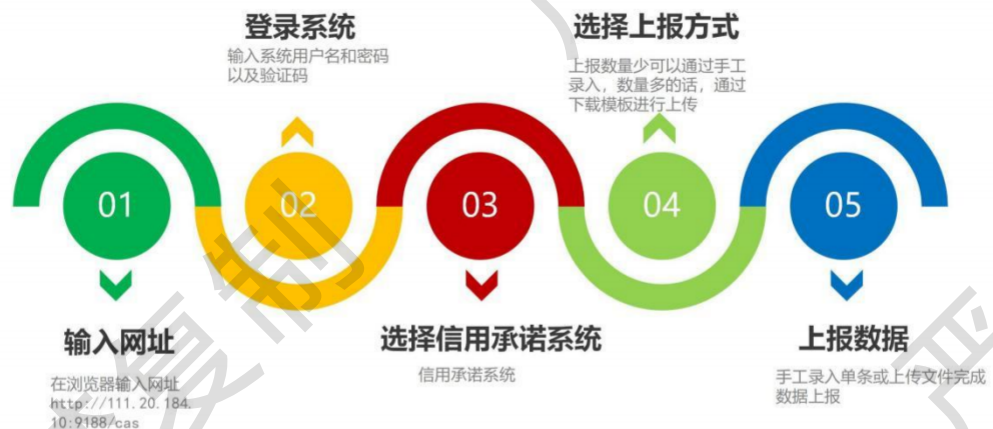 登录系统
输入系统用户名和密码
以及验证码
选择上报方式
上报数量少可以通过手工
录入，数量多的话，通过
下载模板进行上传
01
02
03
04
05
输入网址
在浏览器输入网址
http://111.20.184.
10:9188/cas
选择信用承诺系统
信用承诺系统
上报数据
手工录入单条或上传文件完成
数据上报
复制
严